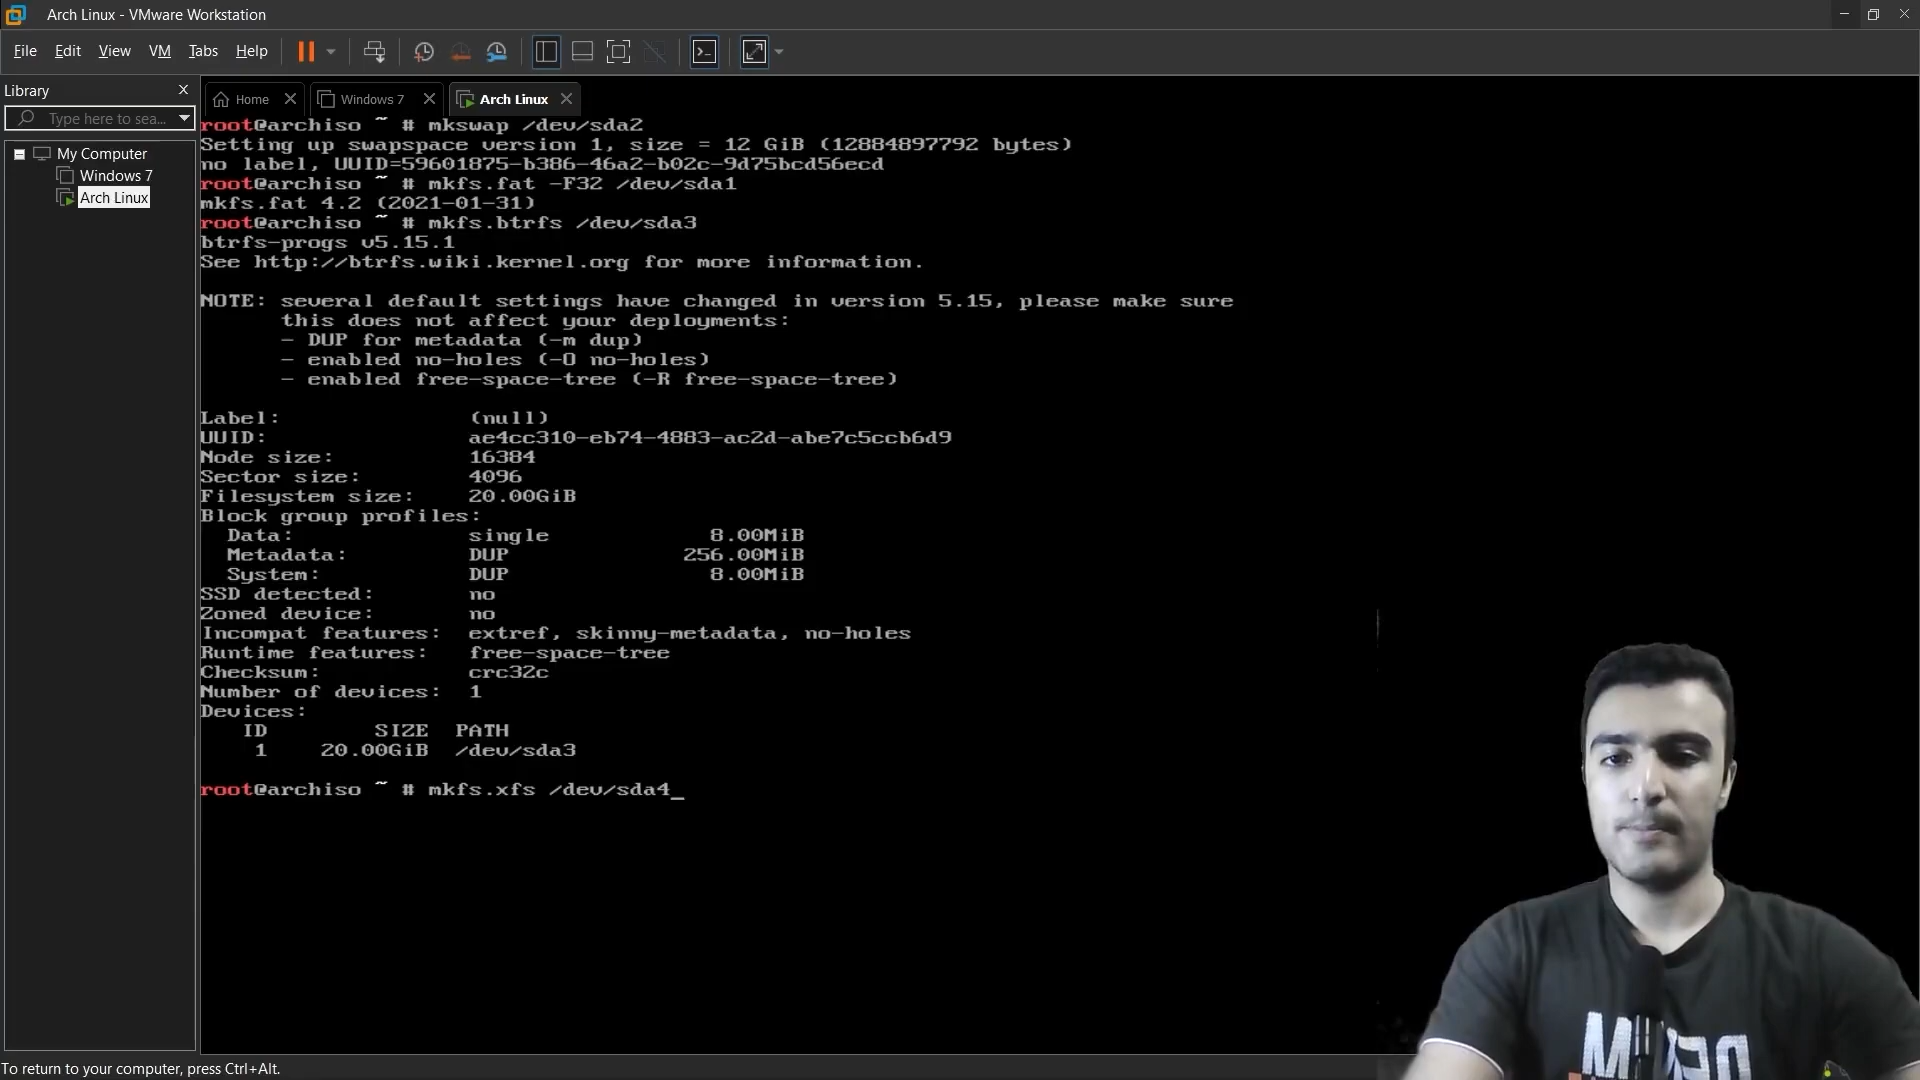 Arch Linux - VMware Workstation
File Edit View VM Tabs Help
Library
Type here to sea...
My Computer
Windows 7
Arch Linux
Home
Windows 7
Arch Linux
root@archiso ~ # mkswap /dev/sda2
Setting up swapspace version 1, size = 12 GiB (12884897792 bytes)
no label, UUID=59601875-b386-46a2-b02c-9d75bcd56ecd
root@archiso ~ # mkfs.fat -F32 /dev/sda1
mkfs.fat 4.2 (2021-01-31)
root@archiso ~ # mkfs.btrfs /dev/sda3
btrfs-progs v5.15.1
See http://btrfs.wiki.kernel.org for more information.
NOTE: several default settings have changed in version 5.15, please make sure
this does not affect your deployments:
- DUP for metadata (-m dup)
- enabled no-holes (-O no-holes)
- enabled free-space-tree (-R free-space-tree)
Label: (null)
UUID: ae4cc310-eb74-4883-ac2d-abe7c5ccb6d9
Node size: 16384
Sector size: 4096
Filesystem size: 20.00GiB
Block group profiles:
Data: single 8.00MiB
Metadata: DUP 256.00MiB
System: DUP 8.00MiB
SSD detected: no
Zoned device: no
Incompat features: extref, skinny-metadata, no-holes
Runtime features: free-space-tree
Checksum: crc32c
Number of devices: 1
Devices:
ID SIZE PATH
1 20.00GiB /dev/sda3
root@archiso ~ # mkfs.xfs /dev/sda4_
To return to your computer, press Ctrl+Alt.